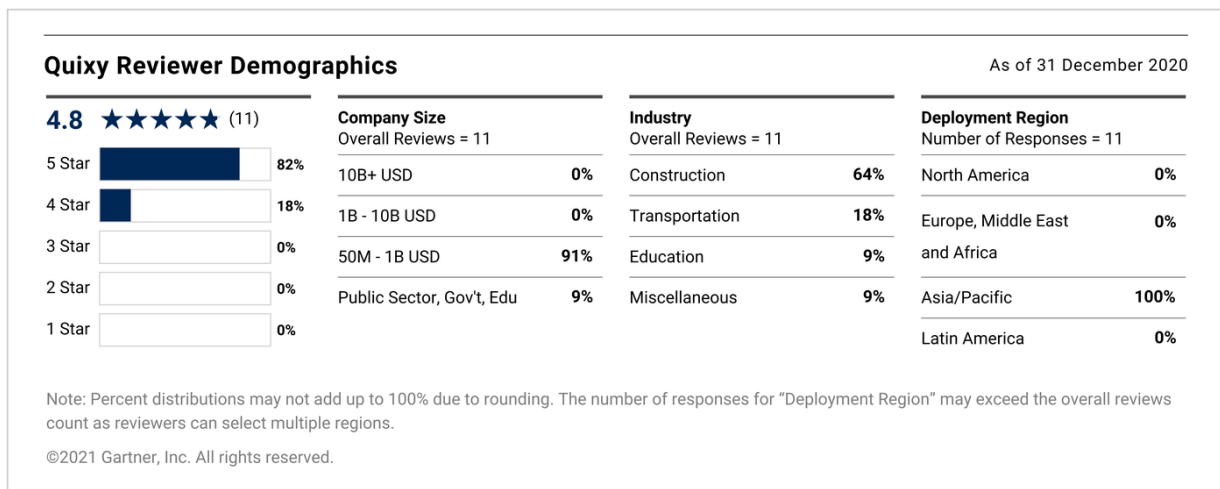 Quixy Reviewer Demographics
As of 31 December 2020
4.8 ★★★★★ (11)
5 Star 82%
4 Star 18%
3 Star 0%
2 Star 0%
1 Star 0%
Company Size
Overall Reviews = 11
10B+ USD 0%
1B - 10B USD 0%
50M - 1B USD 91%
Public Sector, Gov't, Edu 9%
Industry
Overall Reviews = 11
Construction 64%
Transportation 18%
Education 9%
Miscellaneous 9%
Deployment Region
Number of Responses = 11
North America 0%
Europe, Middle East 0%
and Africa
Asia/Pacific 100%
Latin America 0%
Note: Percent distributions may not add up to 100% due to rounding. The number of responses for “Deployment Region” may exceed the overall reviews
count as reviewers can select multiple regions.
©2021 Gartner, Inc. All rights reserved.